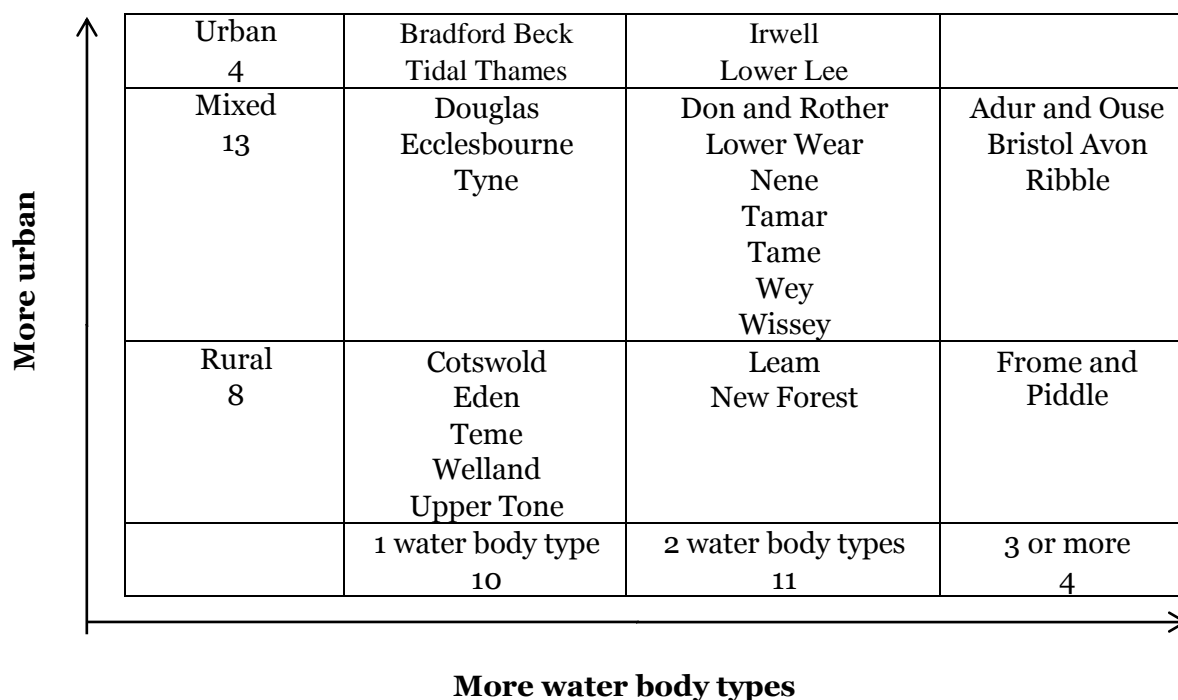 More urban
Urban
4
Bradford Beck
Tidal Thames
Irwell
Lower Lee
Mixed
13
Douglas
Ecclesbourne
Tyne
Don and Rother
Lower Wear
Nene
Tamar
Tame
Wey
Wissey
Adur and Ouse
Bristol Avon
Ribble
Rural
8
Cotswold
Eden
Teme
Welland
Upper Tone
Leam
New Forest
Frome and
Piddle
1 water body type
10
2 water body types
11
3 or more
4
More water body types